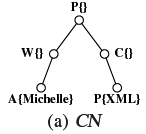 P{}
W{} C{}
A{Michelle} P{XML}
(a) CN